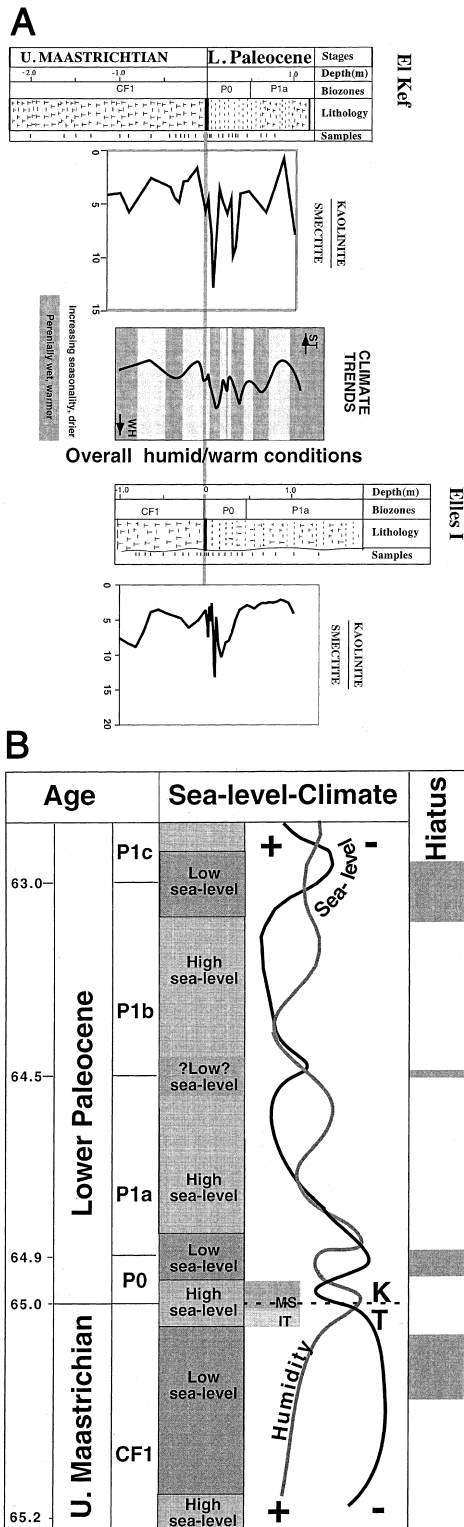 A
U. MAASTRICHTIAN L. Paleocene Stages
-2.0 -1.0 0 1.0 Depth(m)
CF1 P0 P1a Biozones
Lithology
Samples
El Kef
0
5
10
15
KAOLINITE
SMECTITE
ST
CLIMATE
TRENDS
WH
Increasing seasonality, drier
Perenially wet, warmer
Overall humid/warm conditions
-1.0 0 1.0 Depth(m)
CF1 P0 P1a Biozones
Lithology
Samples
Elles I
0
5
10
15
20
KAOLINITE
SMECTITE
B
Age Sea-level-Climate Hiatus
+ -
Sea-level
P1c
63.0
Low
sea-level
High
sea-level
P1b
Lower Paleocene
?Low?
sea-level
64.5
P1a
High
sea-level
64.9
Low
sea-level
P0
High
sea-level
K
65.0
MS
IT
T
U. Maastrichian
Low
sea-level
Humidity
CF1
High
sea-level
+ -
65.2